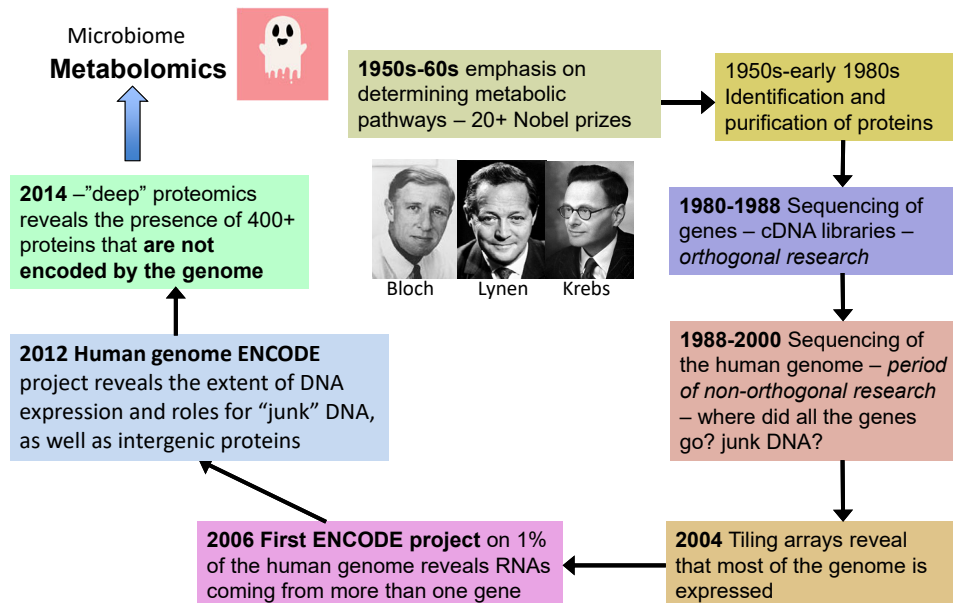 Microbiome
Metabolomics
1950s-60s emphasis on
determining metabolic
pathways – 20+ Nobel prizes
1950s-early 1980s
Identification and
purification of proteins
Bloch
Lynen
Krebs
1980-1988 Sequencing of
genes – cDNA libraries –
orthogonal research
1988-2000 Sequencing of
the human genome – period
of non-orthogonal research
– where did all the genes
go? junk DNA?
2004 Tiling arrays reveal
that most of the genome is
expressed
2006 First ENCODE project on 1%
of the human genome reveals RNAs
coming from more than one gene
2012 Human genome ENCODE
project reveals the extent of DNA
expression and roles for “junk” DNA,
as well as intergenic proteins
2014 –”deep” proteomics
reveals the presence of 400+
proteins that are not
encoded by the genome